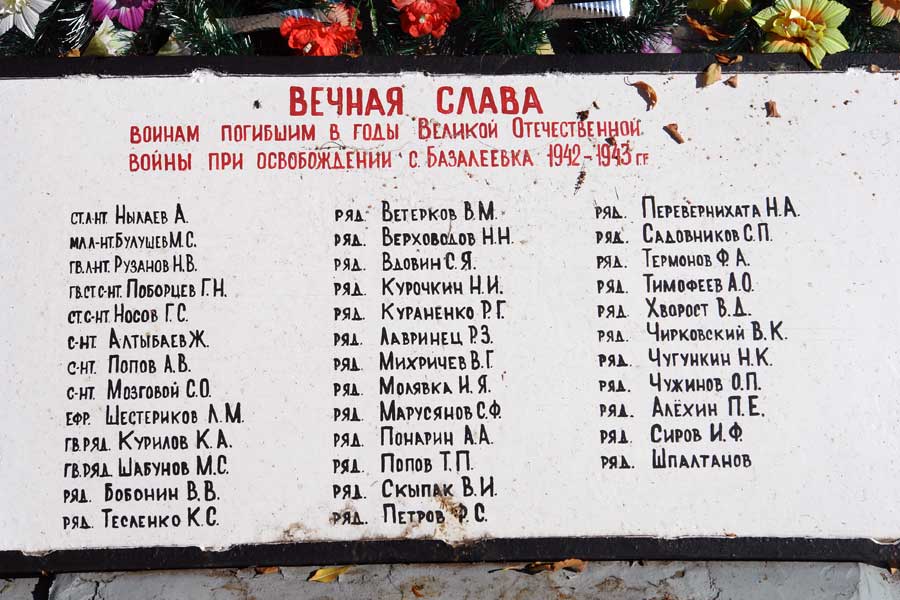 ВЕЧНАЯ СЛАВА
ВОИНАМ ПОГИБШИМ В ГОДЫ ВЕЛИКОЙ ОТЕЧЕСТВЕННОЙ
ВОЙНЫ ПРИ ОСВОБОЖДЕНИИ С. БАЗАЛЕЕВКА 1942-1943 ГГ
СТ.Л-НТ. НЫЛАЕВ А.
МЛ.Л-НТ. БУЛУШЕВ М.С.
ГВ.Л-НТ. РУЗАНОВ Н.В.
ГВ.СТ.С-НТ. ПОБОРЦЕВ Г.Н.
СТ.С-НТ. НОСОВ Г.С.
С-НТ. АЛТЫБАЕВ Ж.
С-НТ. ПОПОВ А.В.
С-НТ. МОЗГОВОЙ С.О.
ЕФР. ШЕСТЕРИКОВ Л.М.
ГВ.РЯД. КУРИЛОВ К.А.
ГВ.РЯД. ШАБУНОВ М.С.
РЯД. БОБОНИН В.В.
РЯД. ТЕСЛЕНКО К.С.
РЯД. ВЕТЕРКОВ В.М.
РЯД. ВЕРХОВОДОВ Н.Н.
РЯД. ВДОВИН С.Я.
РЯД. КУРОЧКИН Н.И.
РЯД. КУРАНЕНКО Р.Г.
РЯД. ЛАВРИНЕЦ Р.З.
РЯД. МИХРИЧЕВ В.Г.
РЯД. МОЛЯВКА И.Я.
РЯД. МАРУСЯНОВ С.Ф.
РЯД. ПОНАРИН А.А.
РЯД. ПОПОВ Т.П.
РЯД. СКЫПАК В.И.
РЯД. ПЕТРОВ Ф.С.
РЯД. ПЕРЕВЕРНИХАТА Н.А.
РЯД. САДОВНИКОВ С.П.
РЯД. ТЕРМОНОВ Ф.А.
РЯД. ТИМОФЕЕВ А.О.
РЯД. ХВОРОСТ В.Д.
РЯД. ЧИРКОВСКИЙ В.К.
РЯД. ЧУГУНКИН Н.К.
РЯД. ЧУЖИНОВ О.П.
РЯД. АЛЁХИН П.Е.
РЯД. СИРОВ И.Ф.
РЯД. ШПАЛТАНОВ